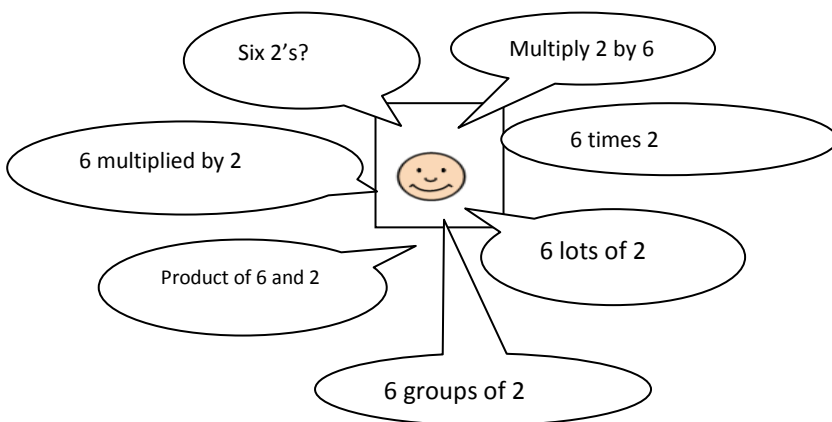 Six 2’s?
Multiply 2 by 6
6 multiplied by 2
6 times 2
Product of 6 and 2
6 lots of 2
6 groups of 2